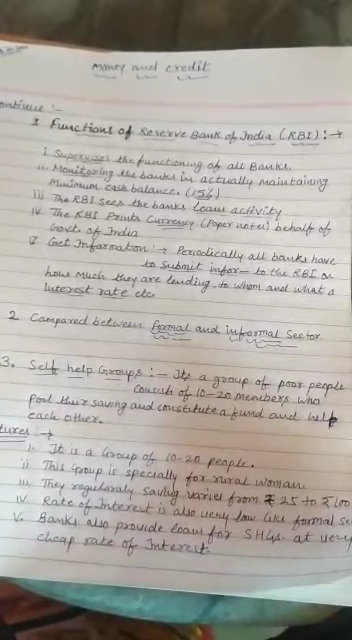 Money and credit
ontinue :-
1 Functions of Reserve Bank of India (RBI) :→
i. Supervises the functioning of all Banks.
ii. Monitoring the banks in actually maintaining
Minimum cash balance. (15%)
iii The RBI Sees the banks loan activity
iv The RBI Prints Currency (Paper notes) behalf of
Govt. of India
v Get Information :→ Periodically all banks have
to submit infor- to the RBI on
how Much they are lending, to whom and what a
Interest rate etc.
2 Compared between formal and informal Sector.
3. Self help Groups :- Its a group of poor people
Consists of 10-20 members who
pool their saving and constitute a fund and help
each other.
tures :→
i. It is a Group of 10-20 people.
ii. This Group is specially for rural woman.
iii. They regularaly saving varies from ₹ 25 to ₹ 100
iv. Rate of Interest is also very low like formal se
v. Banks also provide loans for SHGs. at very
cheap rate of Interest.